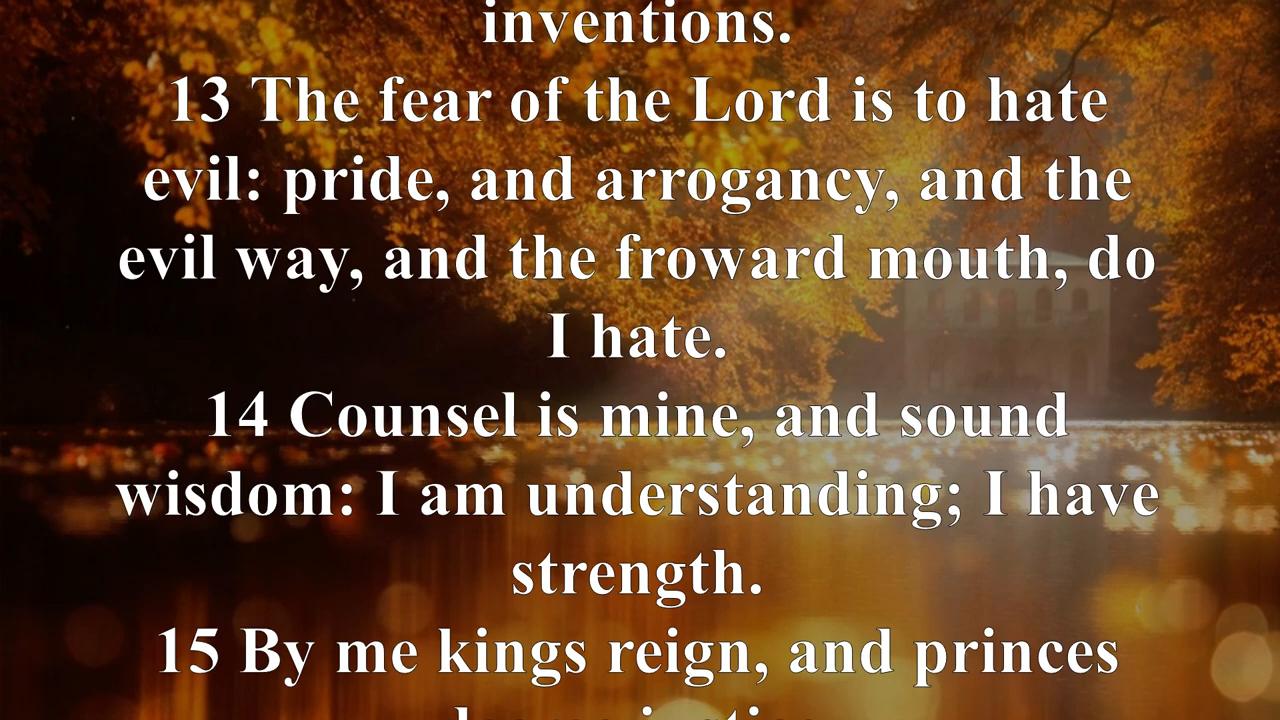 inventions.
13 The fear of the Lord is to hate
evil: pride, and arrogancy, and the
evil way, and the froward mouth, do
I hate.
14 Counsel is mine, and sound
wisdom: I am understanding; I have
strength.
15 By me kings reign, and princes